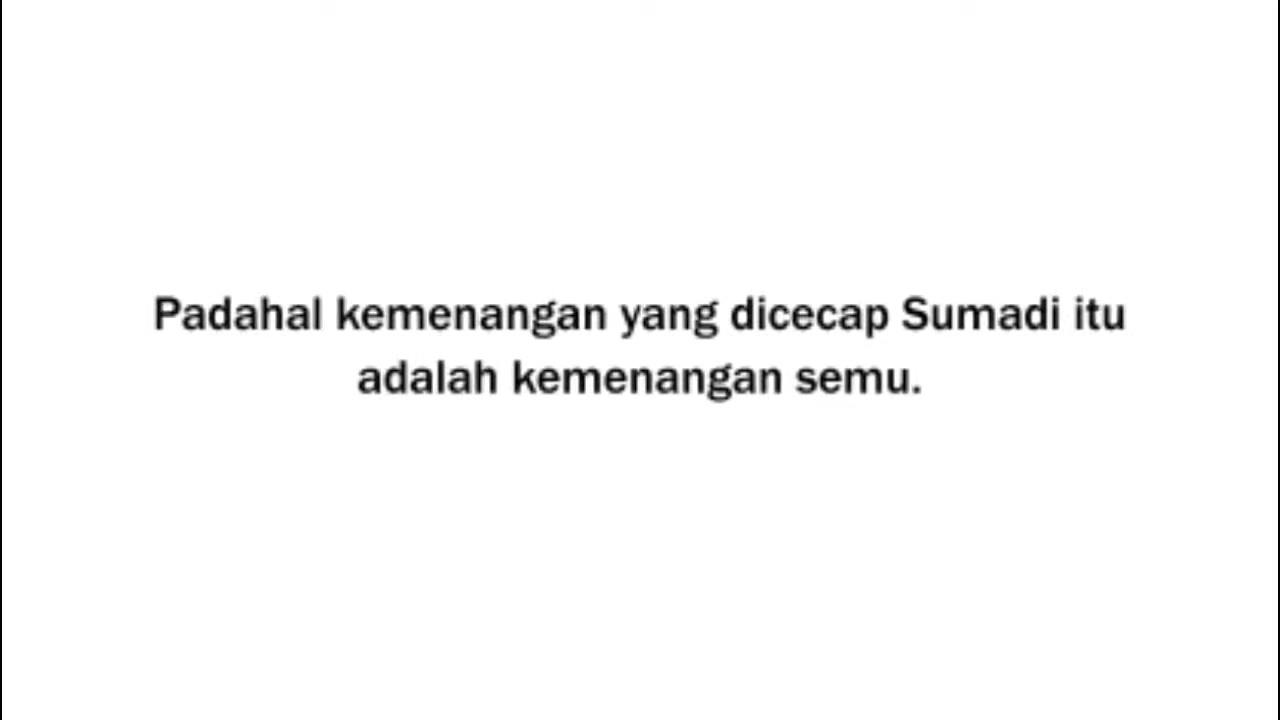 Padahal kemenangan yang dicecap Sumadi itu
adalah kemenangan semu.